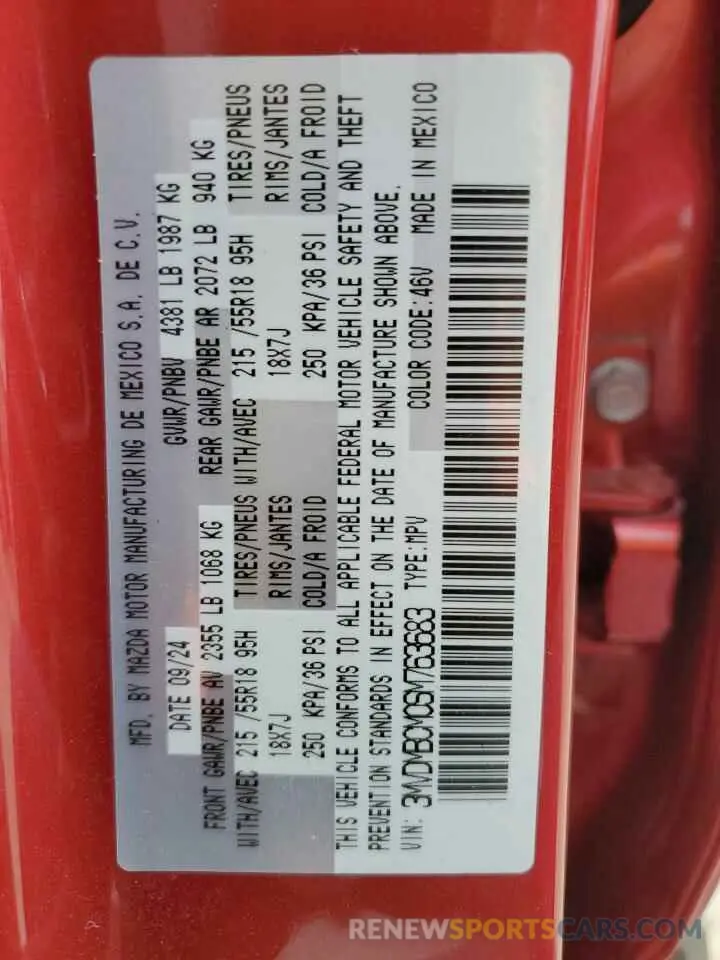 MFD. BY MAZDA MOTOR MANUFACTURING DE MEXICO S.A. DE C.V.
DATE 09/24 GVWR/PNBV 4381 LB 1987 KG
FRONT GAWR/PNBE AV 2355 LB 1068 KG REAR GAWR/PNBE AR 2072 LB 940 KG
WITH/AVEC 215 /55R18 95H TIRES/PNEUS WITH/AVEC 215 /55R18 95H TIRES/PNEUS
18X7J RIMS/JANTES 18X7J RIMS/JANTES
250 KPA/36 PSI COLD/A FROID 250 KPA/36 PSI COLD/A FROID
THIS VEHICLE CONFORMS TO ALL APPLICABLE FEDERAL MOTOR VEHICLE SAFETY AND THEFT
PREVENTION STANDARDS IN EFFECT ON THE DATE OF MANUFACTURE SHOWN ABOVE.
VIN: 3MVDMBCM0SM763683 TYPE:MPV COLOR CODE:46V MADE IN MEXICO
RENEWSPORTSCARS.COM